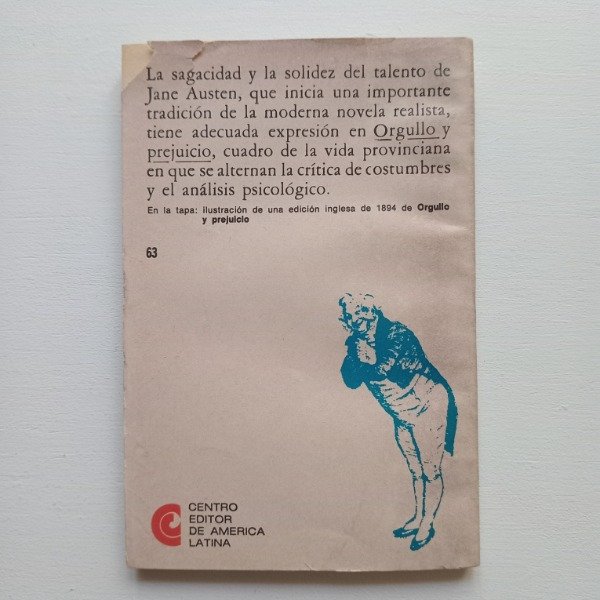 La sagacidad y la solidez del talento de
Jane Austen, que inicia una importante
tradición de la moderna novela realista,
tiene adecuada expresión en Orgullo y
prejuicio, cuadro de la vida provinciana
en que se alternan la crítica de costumbres
y el análisis psicológico.
En la tapa: ilustración de una edición inglesa de 1894 de Orgullo
y prejuicio
63
CENTRO
EDITOR
DE AMERICA
LATINA